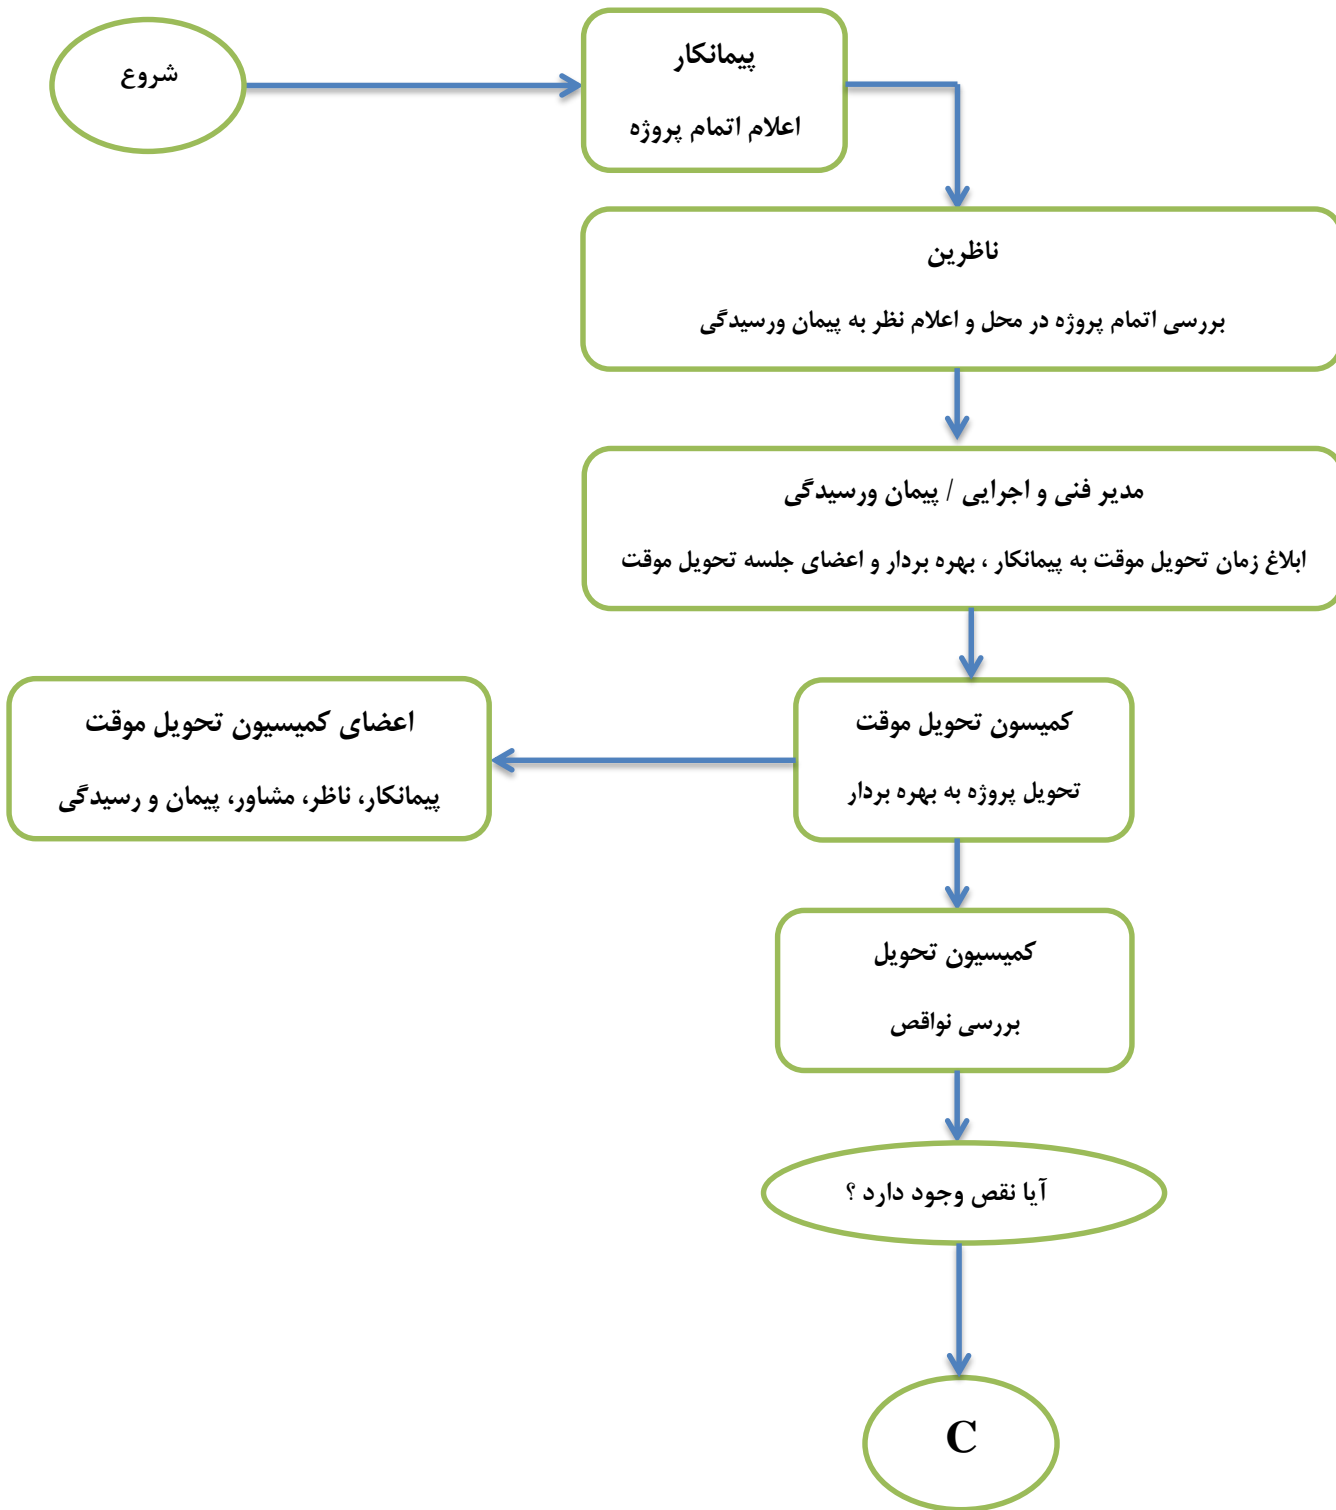 شروع
پیمانکار
اعلام اتمام پروژه
ناظرین
بررسی اتمام پروژه در محل و اعلام نظر به پیمان ورسیدگی
مدیر فنی و اجرایی / پیمان ورسیدگی
ابلاغ زمان تحویل موقت به پیمانکار ، بهره بردار و اعضای جلسه تحویل موقت
کمیسون تحویل موقت
تحویل پروژه به بهره بردار
اعضای کمیسیون تحویل موقت
پیمانکار، ناظر، مشاور، پیمان و رسیدگی
کمیسیون تحویل
بررسی نواقص
آیا نقص وجود دارد ؟
C